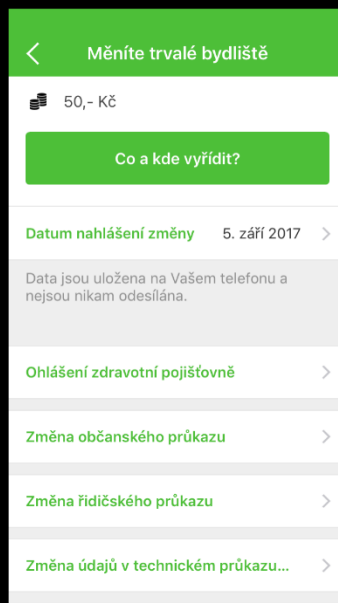 Měníte trvalé bydliště
50,- Kč
Co a kde vyřídit?
Datum nahlášení změny 5. září 2017
Data jsou uložena na Vašem telefonu a
nejsou nikam odesílána.
Ohlášení zdravotní pojišťovně
Změna občanského průkazu
Změna řidičského průkazu
Změna údajů v technickém průkazu...